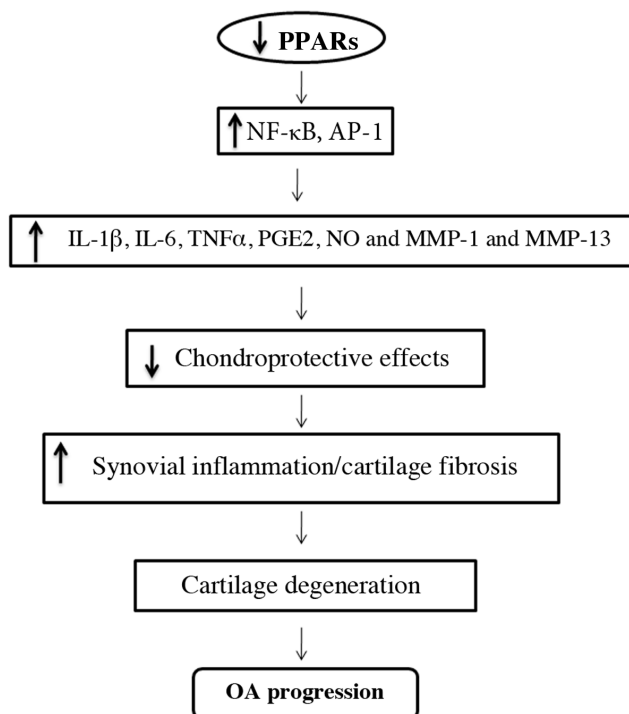 PPARs
NF-κB, AP-1
IL-1β, IL-6, TNFα, PGE2, NO and MMP-1 and MMP-13
Chondroprotective effects
Synovial inflammation/cartilage fibrosis
Cartilage degeneration
OA progression